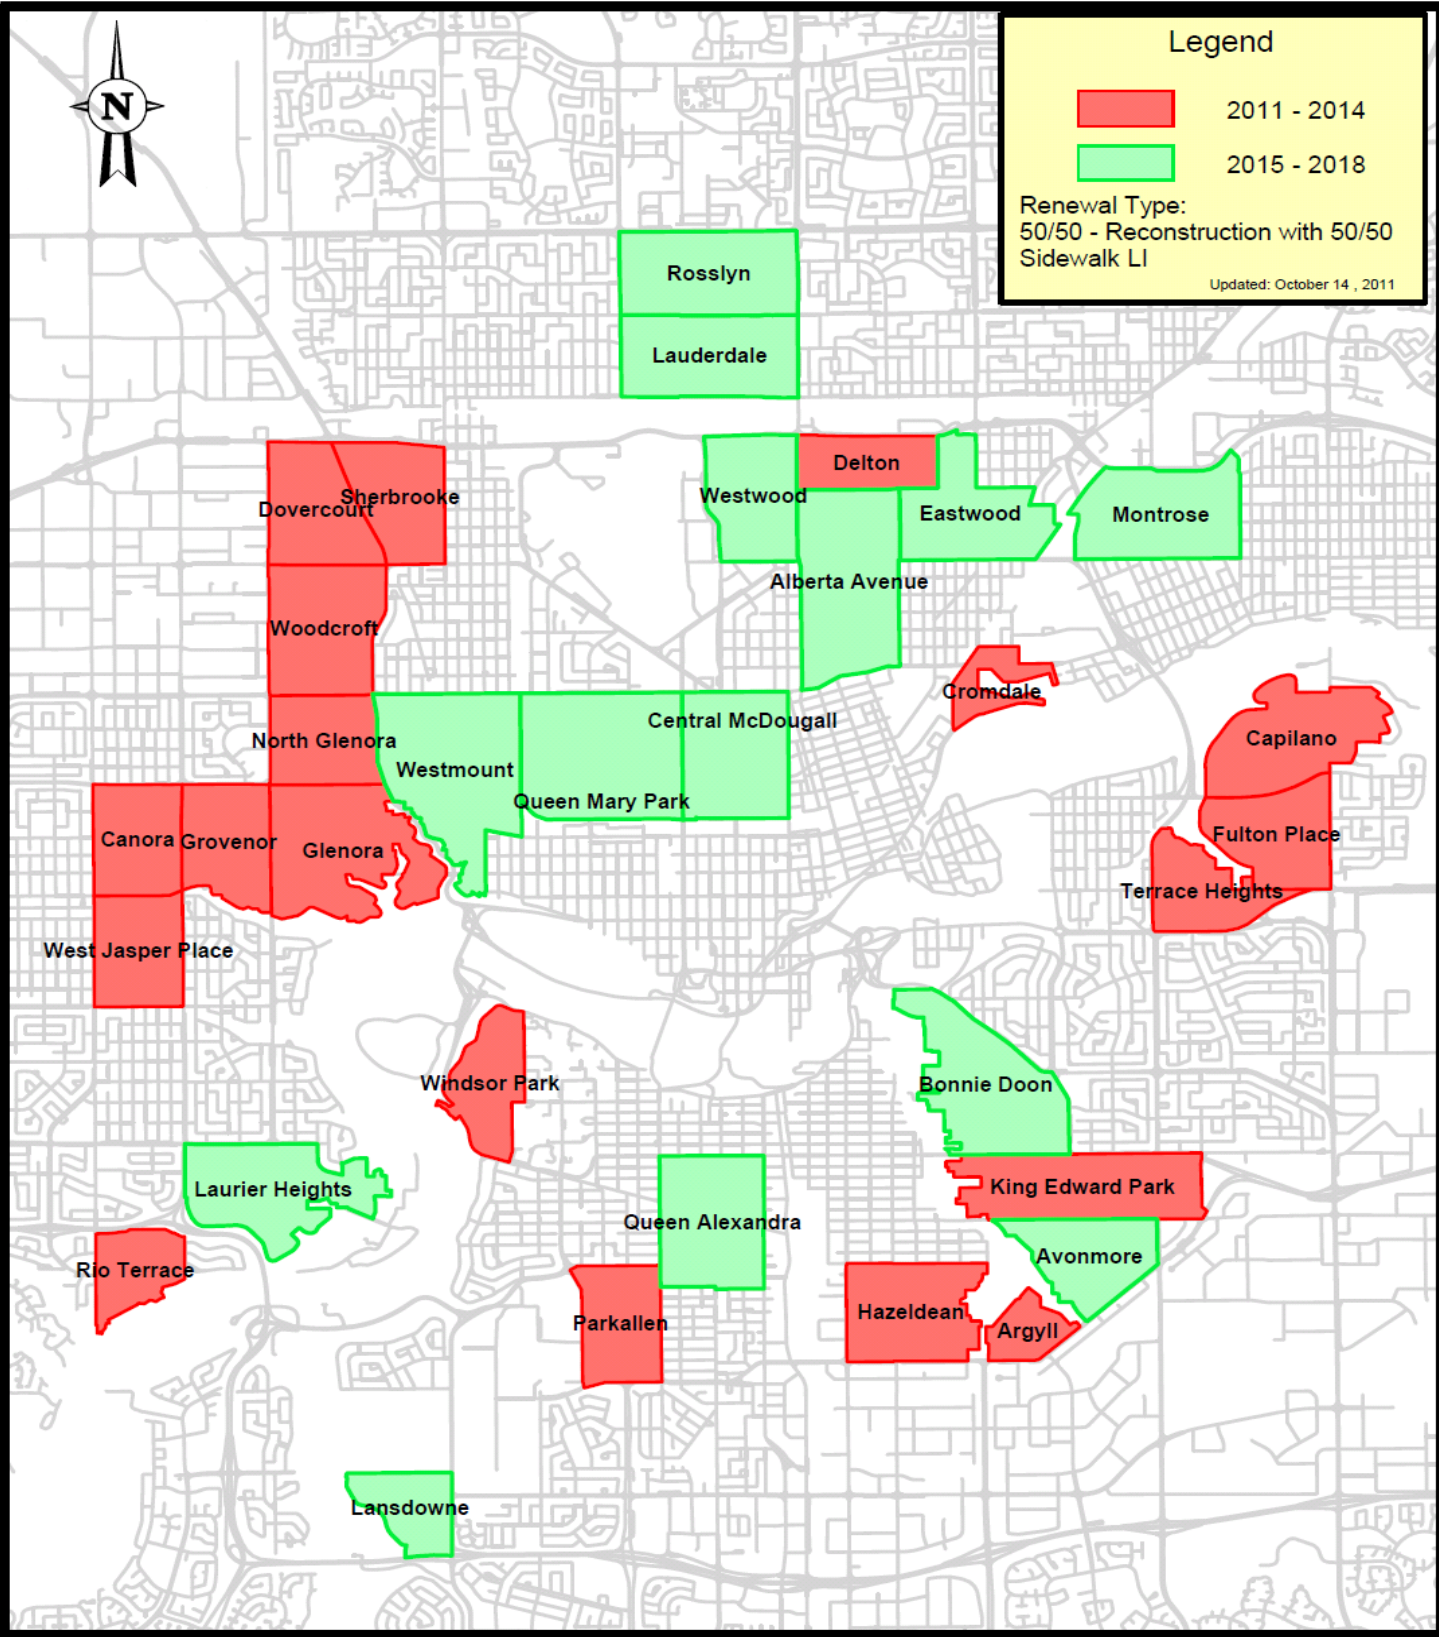 N
Legend
2011 - 2014
2015 - 2018
Renewal Type:
50/50 - Reconstruction with 50/50
Sidewalk LI
Updated: October 14 , 2011
Rosslyn
Lauderdale
Delton
Westwood
Sherbrooke
Dovercourt
Eastwood
Montrose
Alberta Avenue
Woodcroft
Cromdale
Central McDougall
North Glenora
Capilano
Westmount
Queen Mary Park
Canora
Grovenor
Glenora
Fulton Place
Terrace Heights
West Jasper Place
Windsor Park
Bonnie Doon
Laurier Heights
King Edward Park
Queen Alexandra
Avonmore
Rio Terrace
Hazeldean
Parkallen
Argyll
Lansdowne